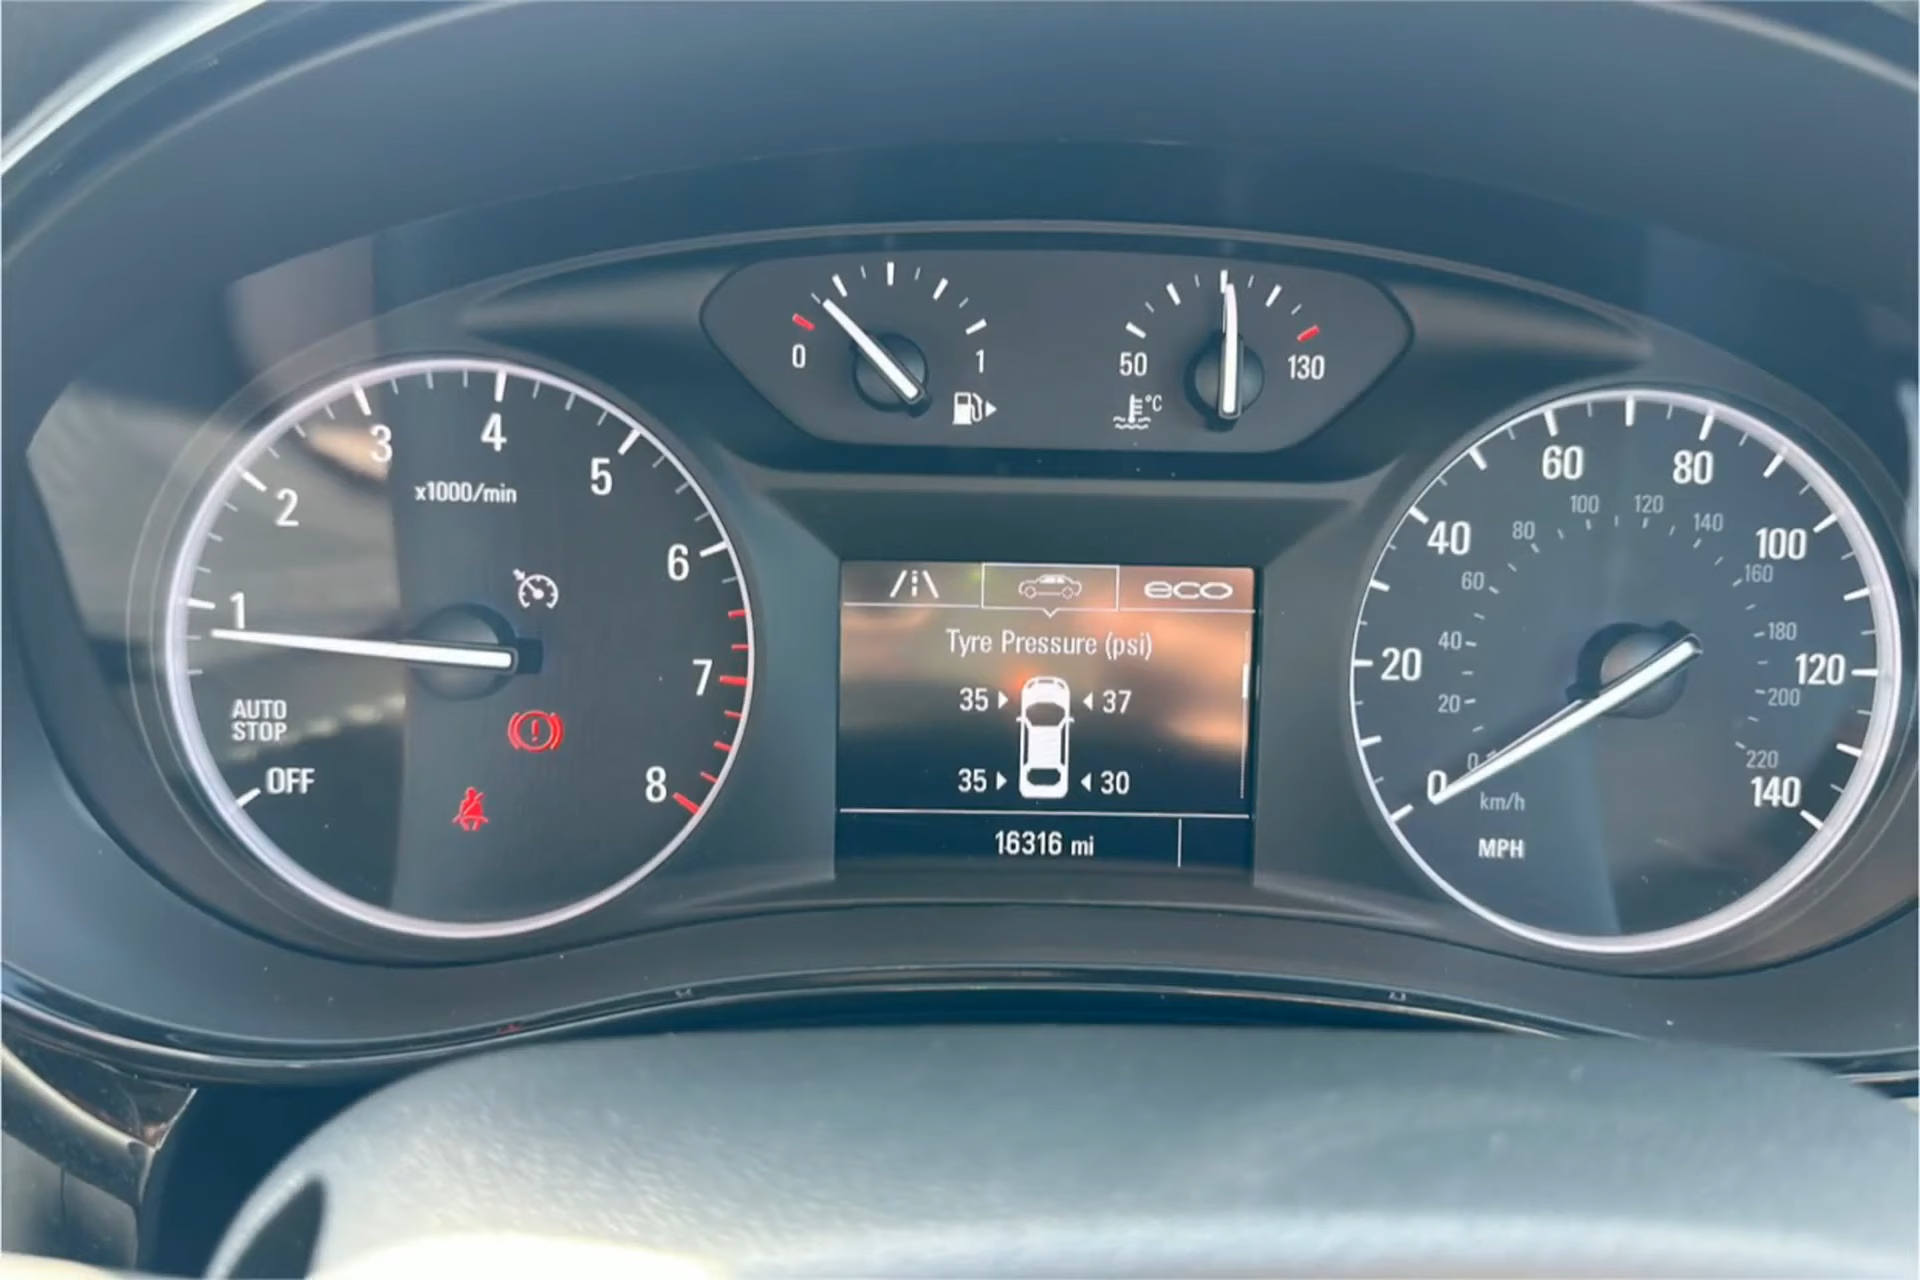 0 1
50 130
°C
1 2 3 4 5 6 7 8
x1000/min
AUTO
STOP
OFF
eco
Tyre Pressure (psi)
35 37
35 30
16316 mi
0 20 40 60 80 100 120 140
0 20 40 60 80 100 120 140 160 180 200 220
km/h
MPH